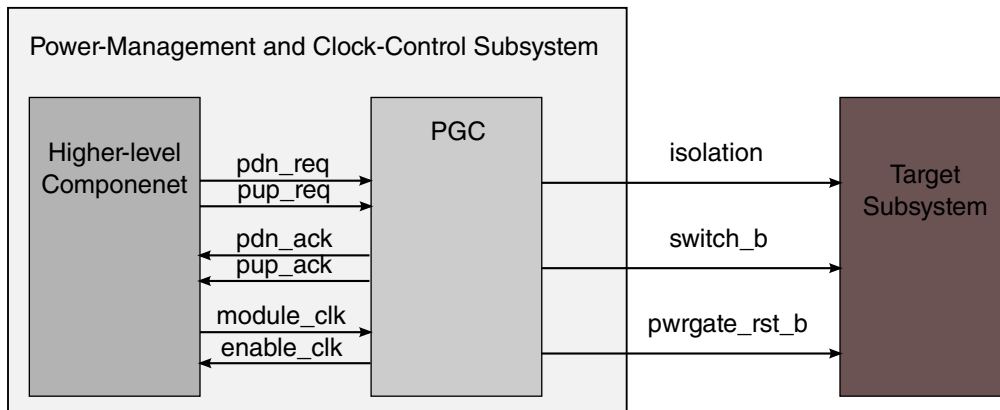 Power-Management and Clock-Control Subsystem
Higher-level
Componenet
PGC
pdn_req
pup_req
pdn_ack
pup_ack
module_clk
enable_clk
isolation
switch_b
pwrgate_rst_b
Target
Subsystem